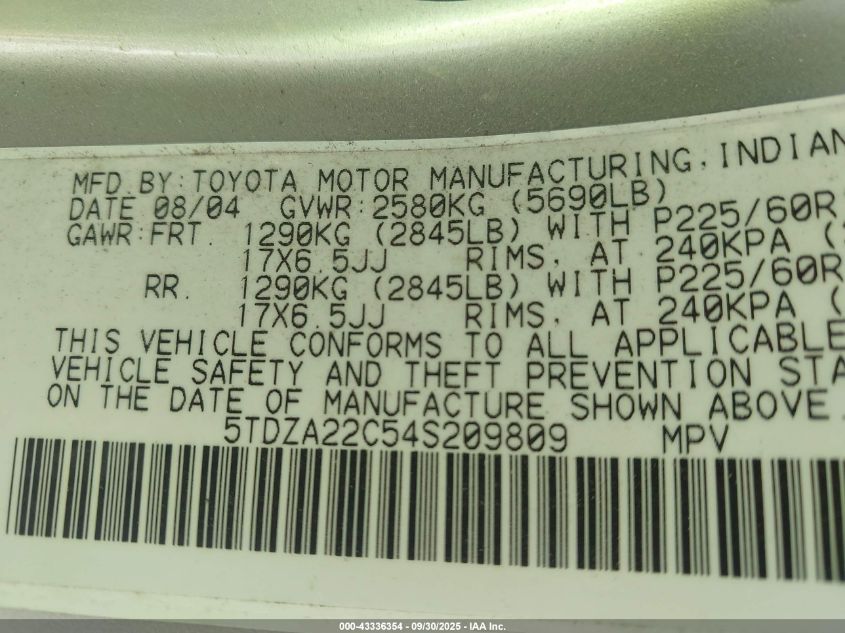 MFD. BY: TOYOTA MOTOR MANUFACTURING, INDIAN
DATE 08/04 GVWR: 2580KG (5690LB)
GAWR: FRT. 1290KG (2845LB) WITH P225/60R
17X6.5JJ RIMS, AT 240KPA (
RR. 1290KG (2845LB) WITH P225/60R
17X6.5JJ RIMS, AT 240KPA (
THIS VEHICLE CONFORMS TO ALL APPLICABLE
VEHICLE SAFETY AND THEFT PREVENTION STA
ON THE DATE OF MANUFACTURE SHOWN ABOVE.
5TDZA22C54S209809 MPV
000-43336354 - 09/30/2025 - IAA Inc.